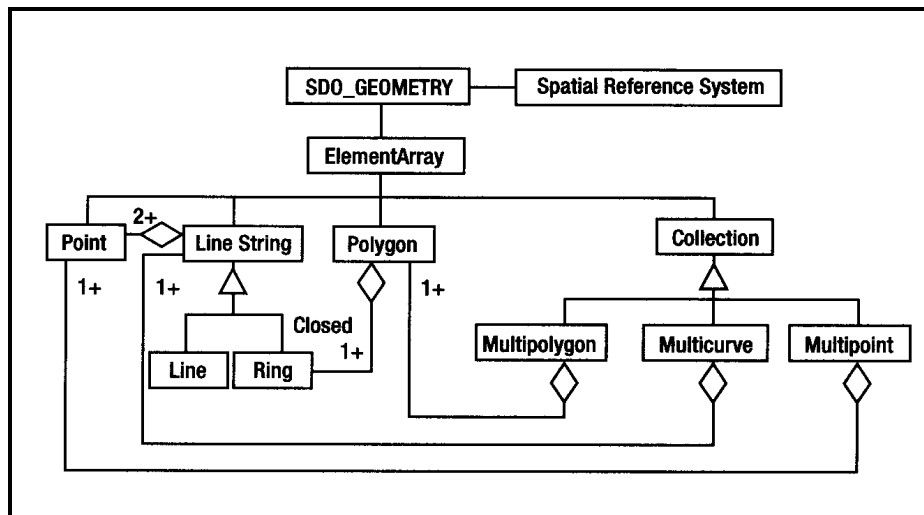 SDO_GEOMETRY
Spatial Reference System
ElementArray
2+
Point
Line String
Polygon
Collection
1+
1+
1+
Closed
1+
Multipolygon
Multicurve
Multipoint
Line
Ring